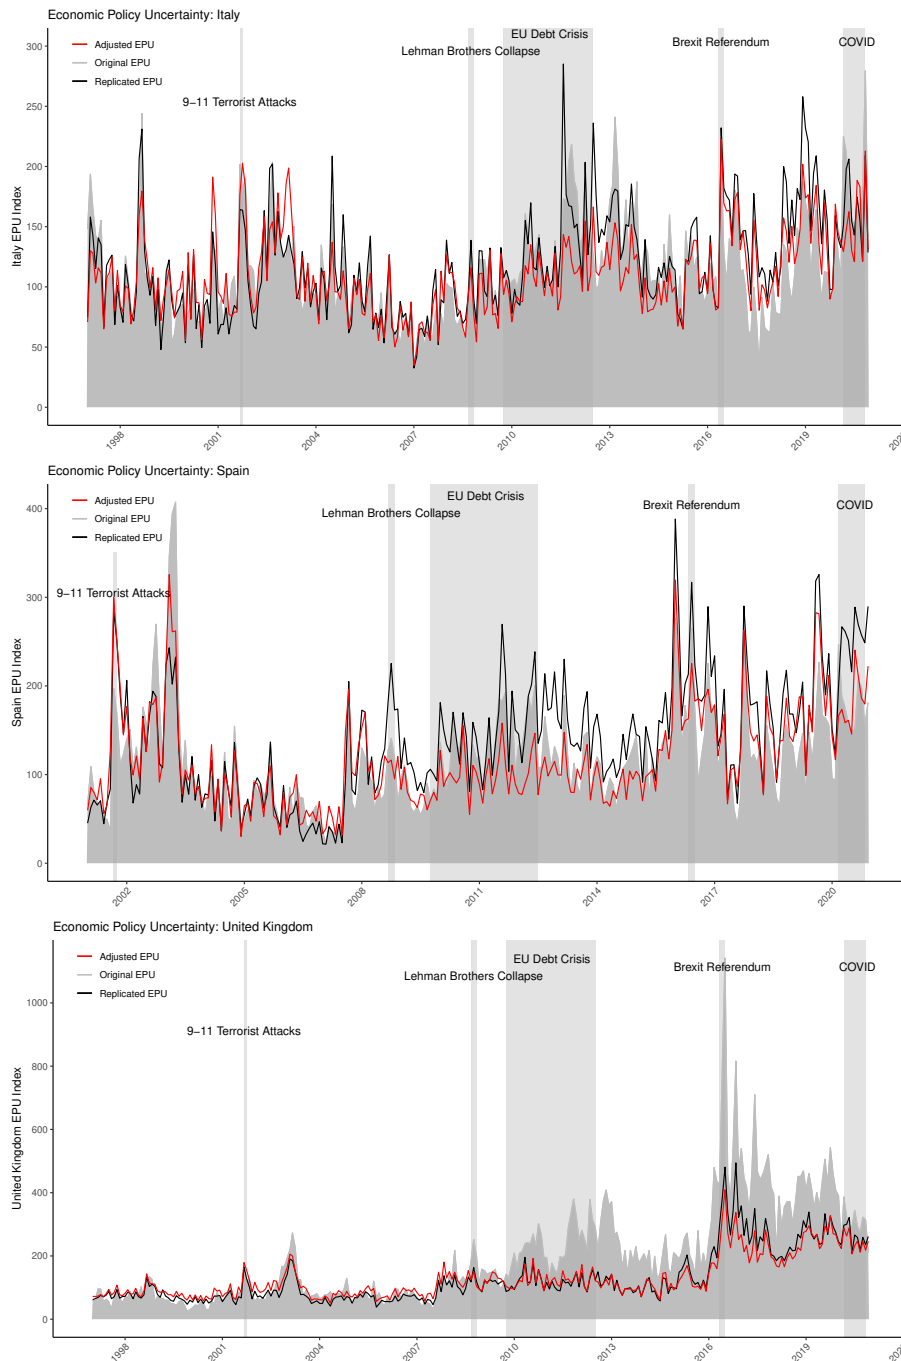 Economic Policy Uncertainty: Italy
Adjusted EPU
Original EPU
Replicated EPU
9−11 Terrorist Attacks
Lehman Brothers Collapse
EU Debt Crisis
Brexit Referendum
COVID
Italy EPU Index
300
250
200
150
100
50
0
1998
2001
2004
2007
2010
2013
2016
2019
Economic Policy Uncertainty: Spain
Adjusted EPU
Original EPU
Replicated EPU
9−11 Terrorist Attacks
Lehman Brothers Collapse
EU Debt Crisis
Brexit Referendum
COVID
Spain EPU Index
400
300
200
100
0
2002
2005
2008
2011
2014
2017
2020
Economic Policy Uncertainty: United Kingdom
Adjusted EPU
Original EPU
Replicated EPU
9−11 Terrorist Attacks
Lehman Brothers Collapse
EU Debt Crisis
Brexit Referendum
COVID
United Kingdom EPU Index
1000
800
600
400
200
0
1998
2001
2004
2007
2010
2013
2016
2019